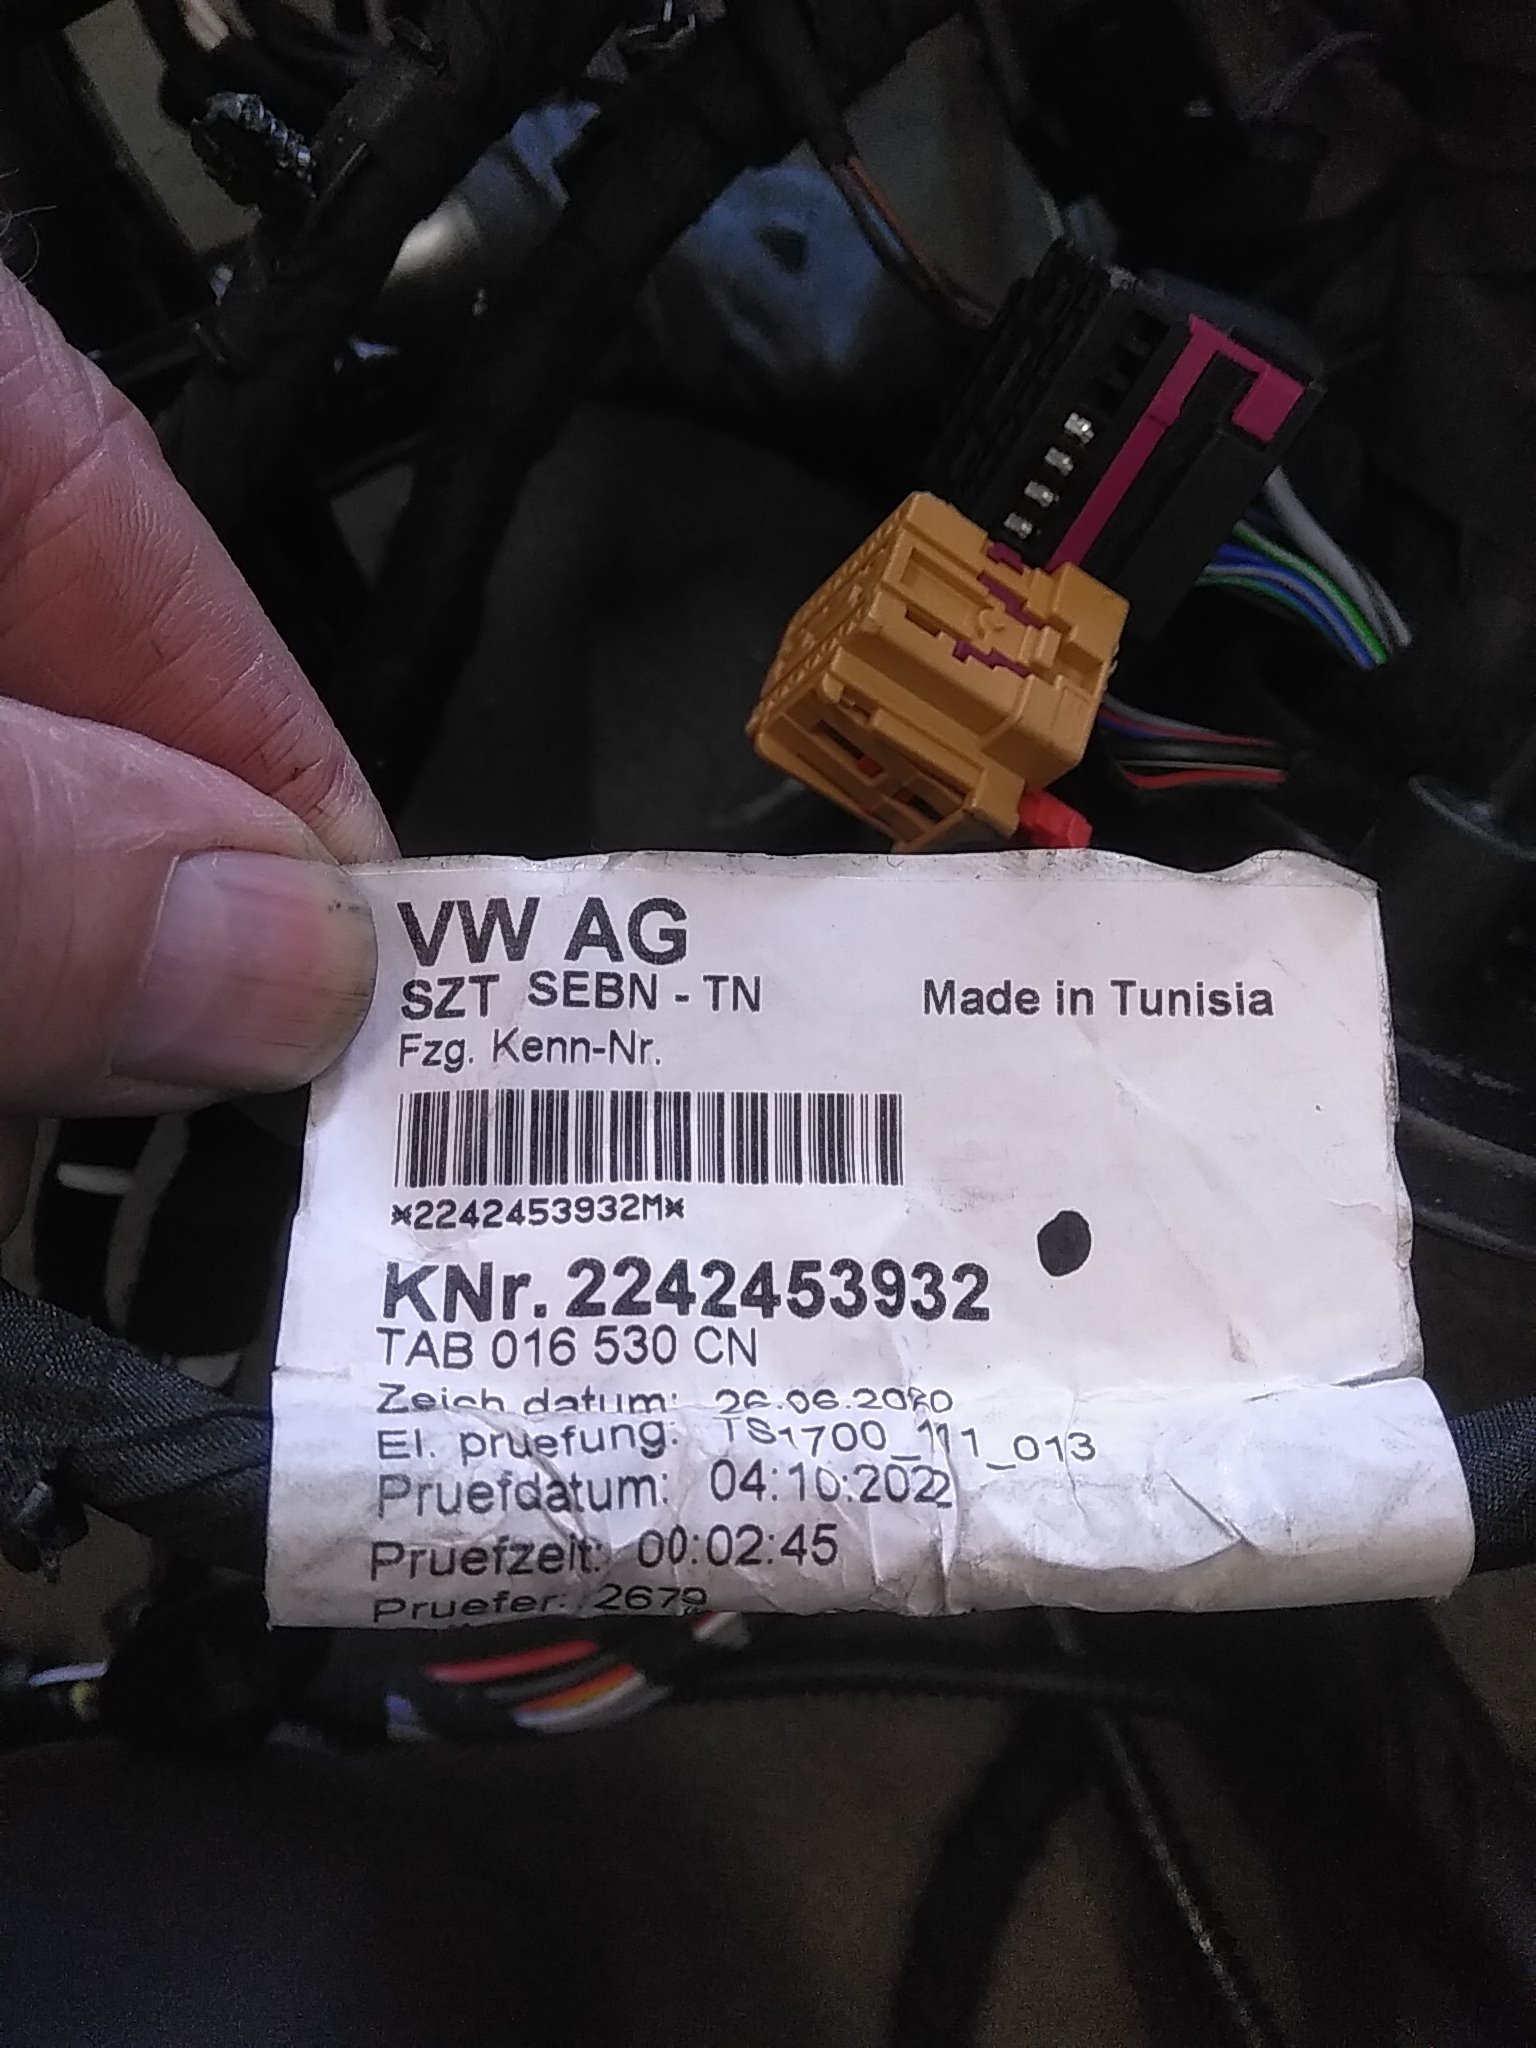 VW AG
SZT SEBN - TN
Made in Tunisia
Fzg. Kenn-Nr.
*2242453932M*
KNr. 2242453932
TAB 016 530 CN
Zeich datum: 26.06.2020
El. pruefung: TS1700_111_013
Pruefdatum: 04:10:2022
Pruefzeit: 00:02:45
Pruefer: 2679